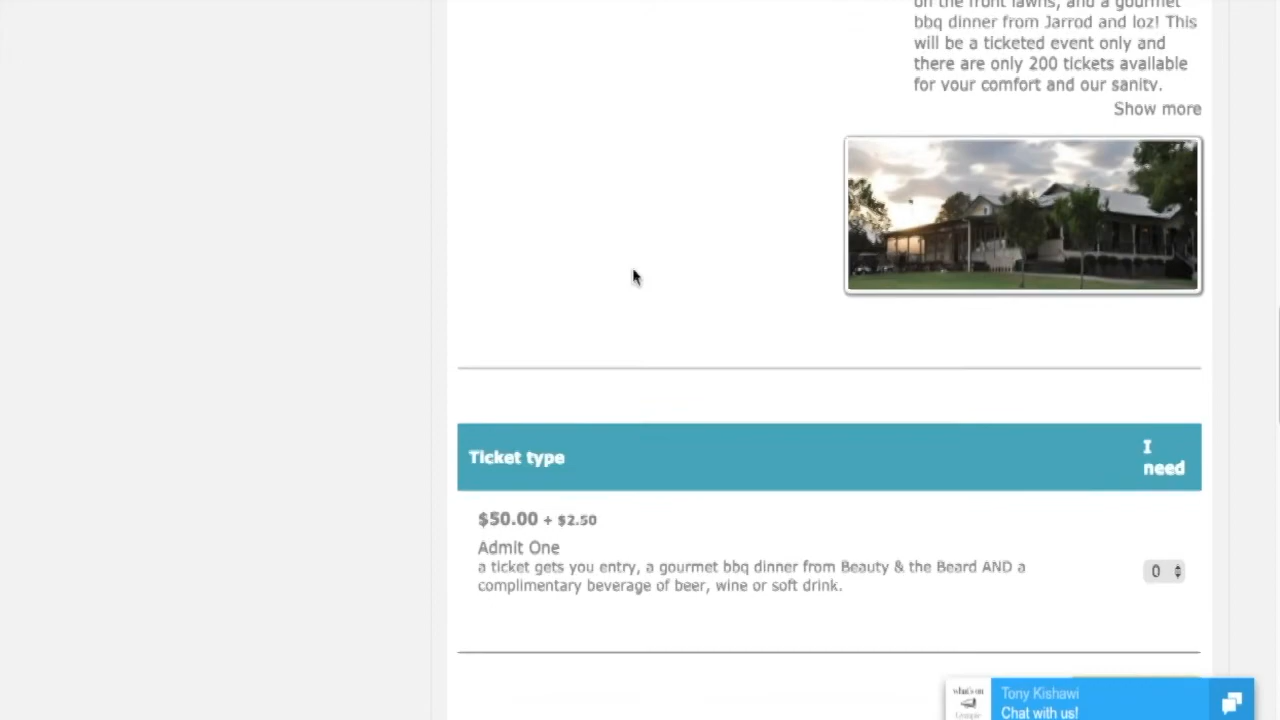 on the front lawns, and a gourmet
bbq dinner from Jarrod and loz! This
will be a ticketed event only and
there are only 200 tickets available
for your comfort and our sanity.
Show more
Ticket type
I
need
$50.00 + $2.50
Admit One
a ticket gets you entry, a gourmet bbq dinner from Beauty & the Beard AND a
complimentary beverage of beer, wine or soft drink.
0
what's on
Tony Kishawi
Chat with us!